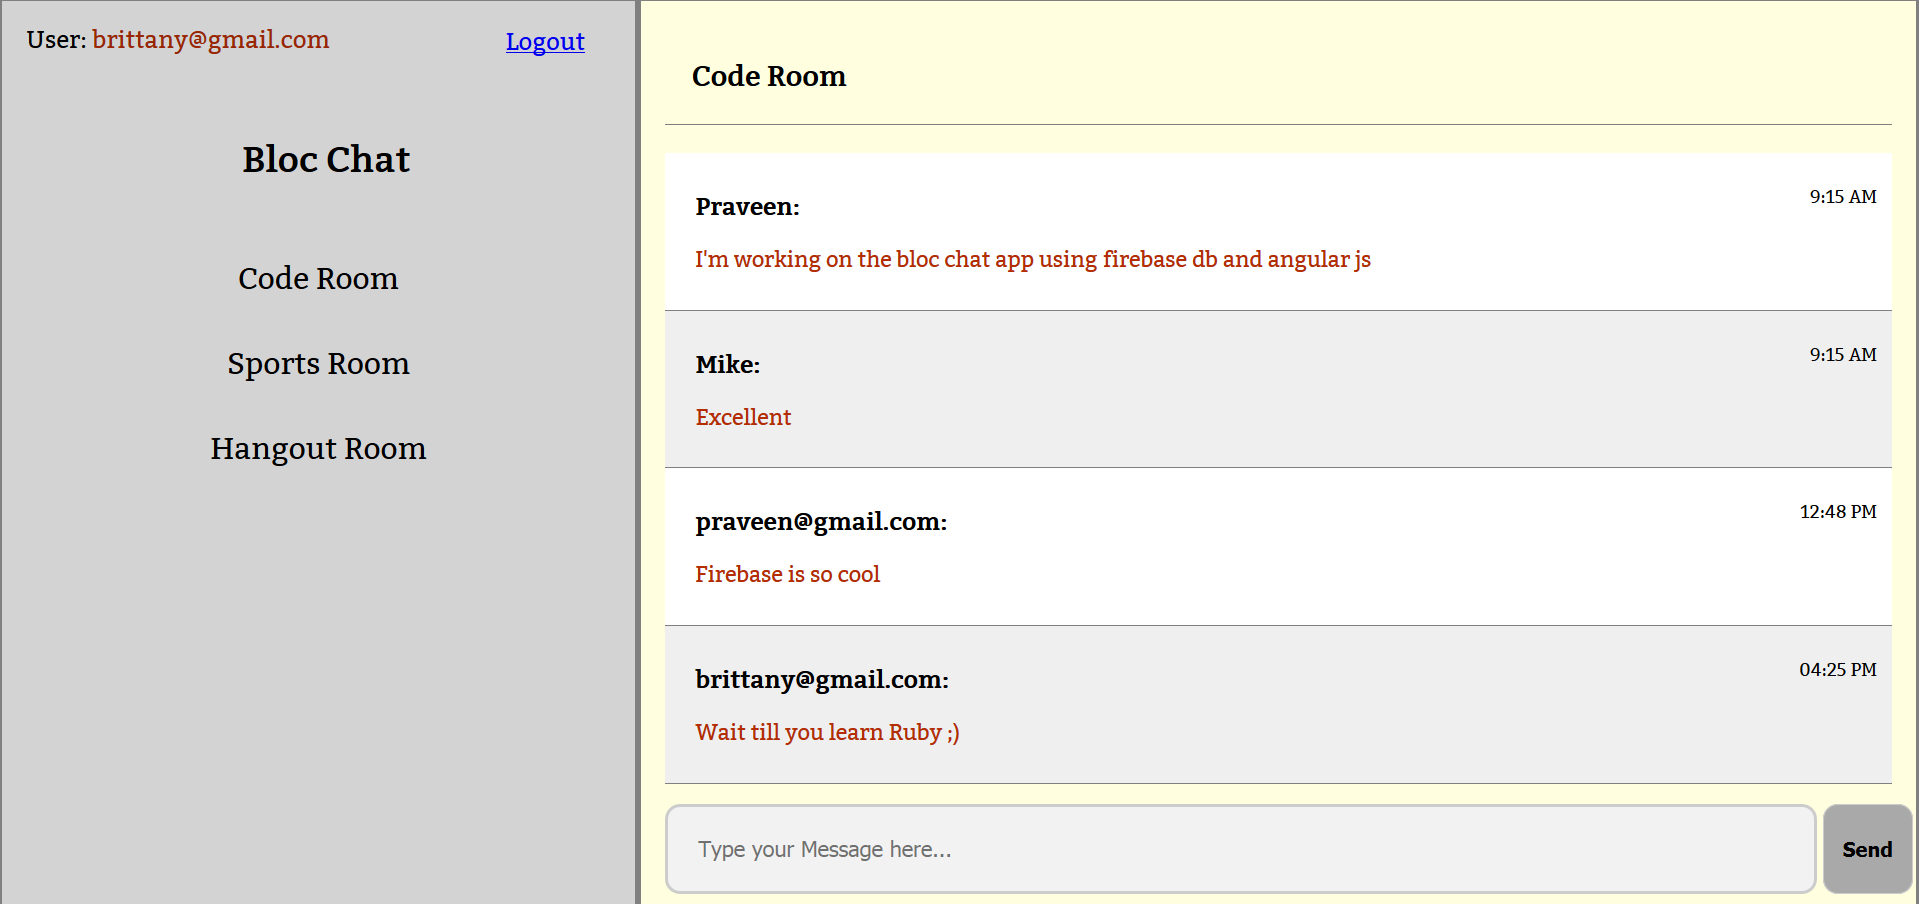 User: brittany@gmail.com
Logout
Bloc Chat
Code Room
Sports Room
Hangout Room
Code Room
Praveen:
9:15 AM
I'm working on the bloc chat app using firebase db and angular js
Mike:
9:15 AM
Excellent
praveen@gmail.com:
12:48 PM
Firebase is so cool
brittany@gmail.com:
04:25 PM
Wait till you learn Ruby ;)
Type your Message here...
Send